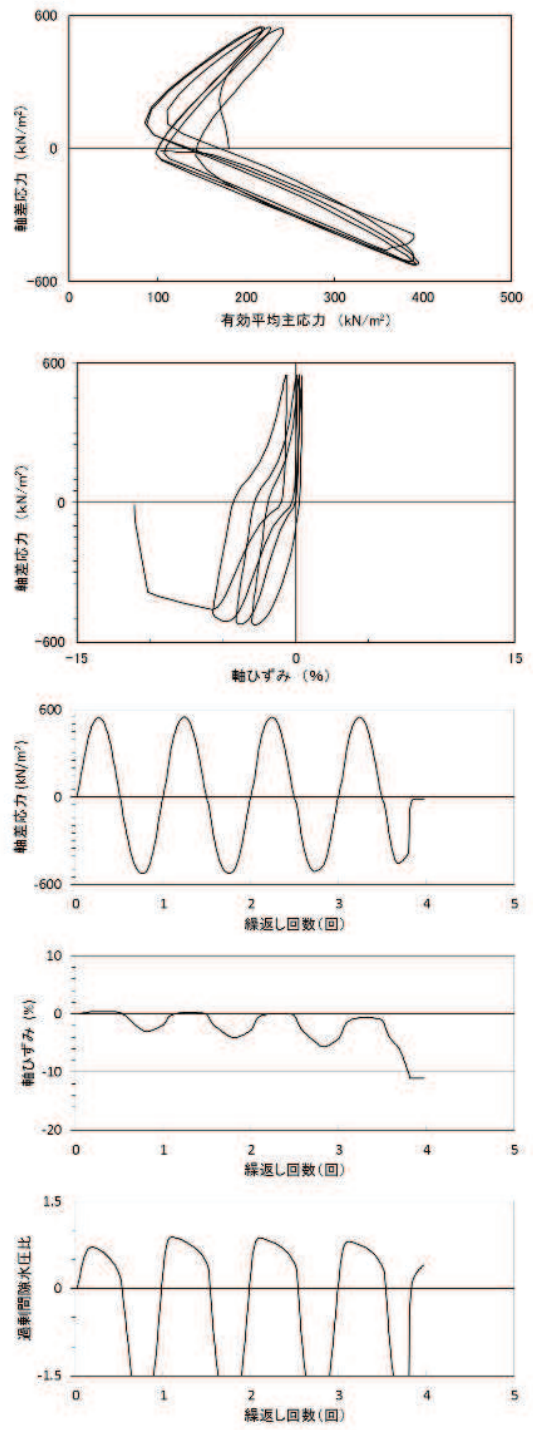 600
0
-600
軸差応力 (kN/m²)
0 100 200 300 400 500
有効平均主応力 (kN/m²)
600
0
-600
軸差応力 (kN/m²)
-15 0 15
軸ひずみ (%)
600
0
-600
軸差応力 (kN/m²)
0 1 2 3 4 5
繰返し回数(回)
10
0
-10
-20
軸ひずみ (%)
0 1 2 3 4 5
繰返し回数(回)
1.5
0
-1.5
過剰間隙水圧比
0 1 2 3 4 5
繰返し回数(回)